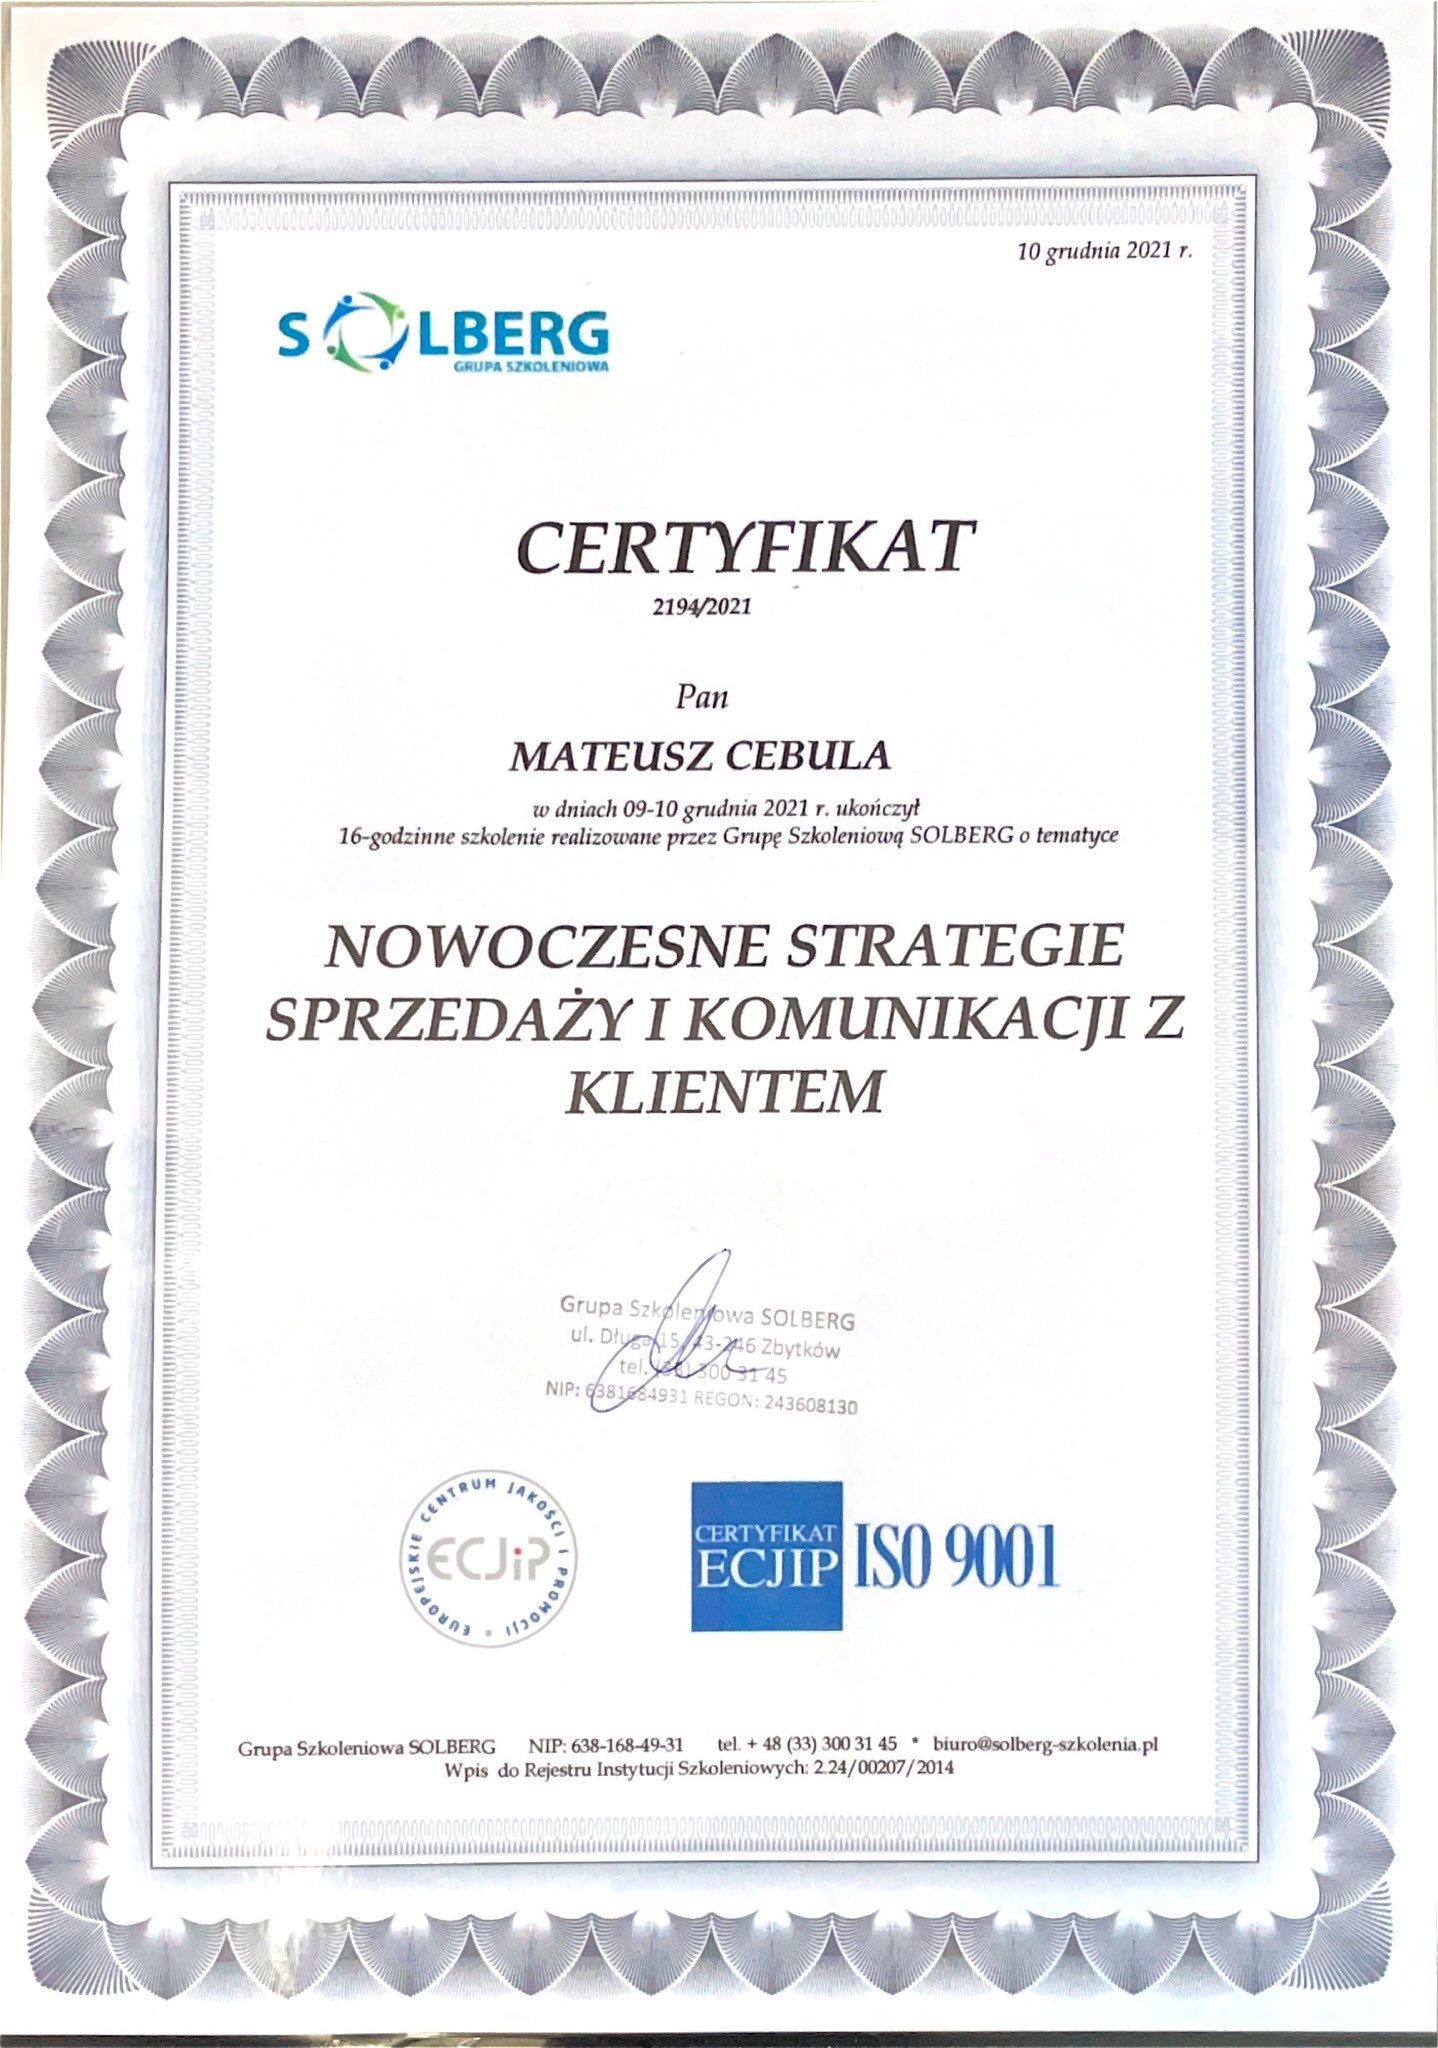 10 grudnia 2021 r.
SOLBERG
GRUPA SZKOLENIOWA
CERTYFIKAT
2194/2021
Pan
MATEUSZ CEBULA
w dniach 09-10 grudnia 2021 r. ukończył
16-godzinne szkolenie realizowane przez Grupę Szkoleniową SOLBERG o tematyce
NOWOCZESNE STRATEGIE
SPRZEDAŻY I KOMUNIKACJI Z
KLIENTEM
Grupa Szkoleniowa SOLBERG
ul. Długa 15, 43-246 Zbytków
tel. (33) 300 31 45
NIP: 6381684931 REGON: 243608130
EUROPEJSKIE CENTRUM JAKOŚCI I PROMOCJI
ECJiP
CERTYFIKAT
ECJIP
ISO 9001
Grupa Szkoleniowa SOLBERG NIP: 638-168-49-31 tel. + 48 (33) 300 31 45 * biuro@solberg-szkolenia.pl
Wpis do Rejestru Instytucji Szkoleniowych: 2.24/00207/2014